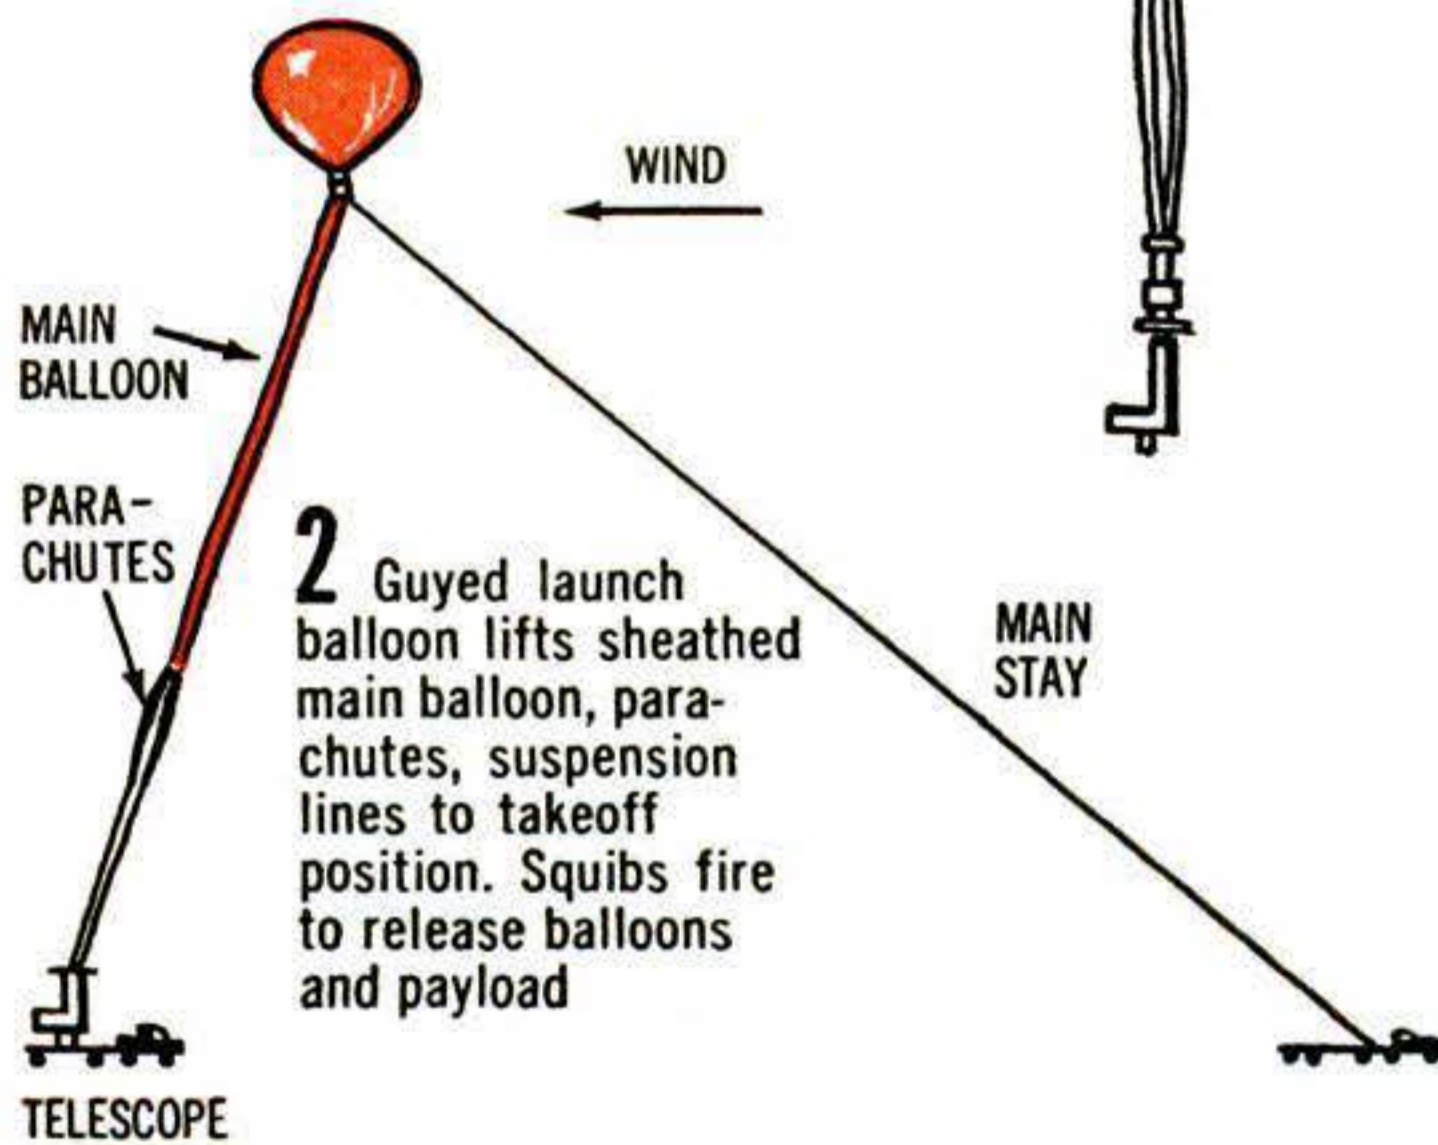 WIND
MAIN
BALLOON
PARA-
CHUTES
2 Guyed launch
balloon lifts sheathed
main balloon, para-
chutes, suspension
lines to takeoff
position. Squibs fire
to release balloons
and payload
MAIN
STAY
TELESCOPE